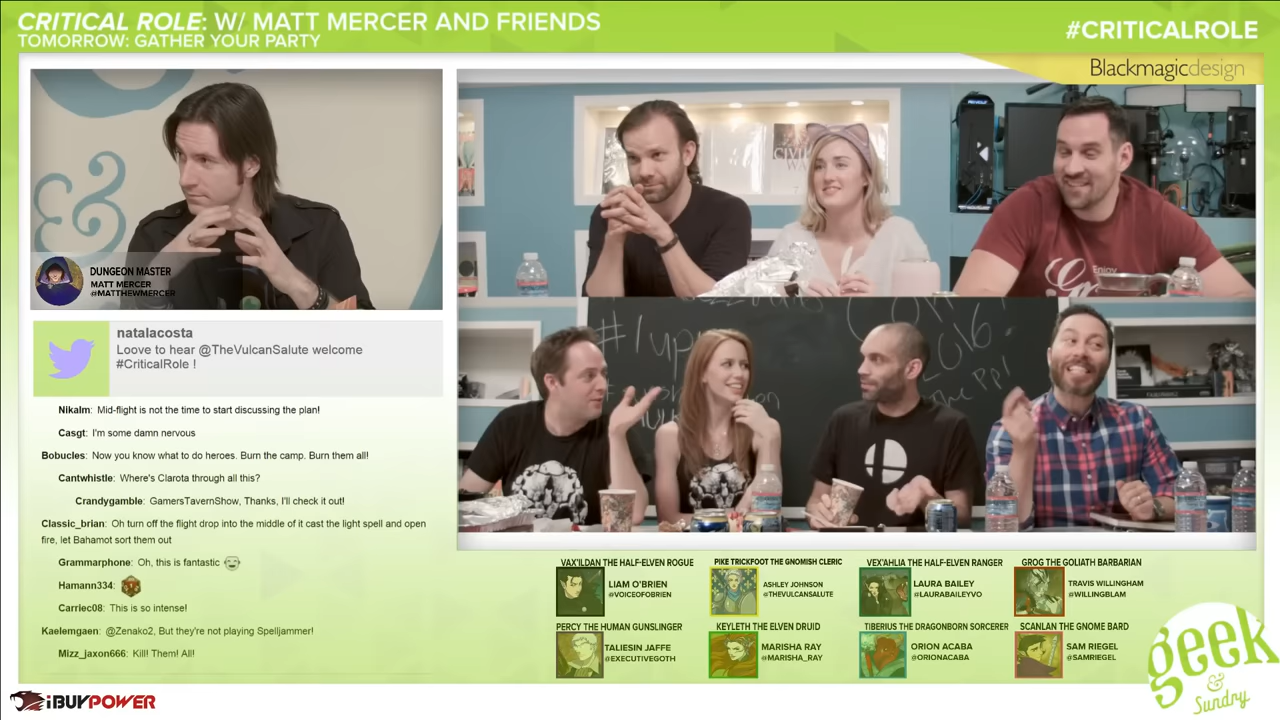 CRITICAL ROLE: W/ MATT MERCER AND FRIENDS
TOMORROW: GATHER YOUR PARTY
#CRITICALROLE
Blackmagicdesign
DUNGEON MASTER
MATT MERCER
@MATTHEWMERCER
natalacosta
Loove to hear @TheVulcanSalute welcome
#CriticalRole !
Nikalm: Mid-flight is not the time to start discussing the plan!
Casgt: I'm some damn nervous
Bobucles: Now you know what to do heroes. Burn the camp. Burn them all!
Cantwhistle: Where's Clarota through all this?
Crandygamble: GamersTavernShow, Thanks, I'll check it out!
Classic_brian: Oh turn off the flight drop into the middle of it cast the light spell and open
fire, let Bahamot sort them out
Grammarphone: Oh, this is fantastic
Hamann334:
Carriec08: This is so intense!
Kaelemgaen: @Zenako2, But they're not playing Spelljammer!
Mizz_jaxon666: Kill! Them! All!
CIVIL
WAR
Enjoy
#1up
2016
VAX'ILDAN THE HALF-ELVEN ROGUE
LIAM O'BRIEN
@VOICEOFOBRIEN
PIKE TRICKFOOT THE GNOMISH CLERIC
ASHLEY JOHNSON
@THEVULCANSALUTE
VEX'AHLIA THE HALF-ELVEN RANGER
LAURA BAILEY
@LAURABAILEYVO
GROG THE GOLIATH BARBARIAN
TRAVIS WILLINGHAM
@WILLINGBLAM
PERCY THE HUMAN GUNSLINGER
TALIESIN JAFFE
@EXECUTIVEGOTH
KEYLETH THE ELVEN DRUID
MARISHA RAY
@MARISHA_RAY
TIBERIUS THE DRAGONBORN SORCERER
ORION ACABA
@ORIONACABA
SCANLAN THE GNOME BARD
SAM RIEGEL
@SAMRIEGEL
geek
&
Sundry
iBUYPOWER